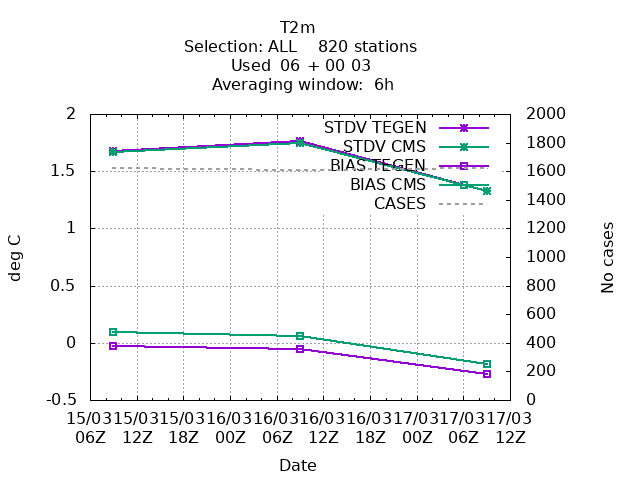 T2m
Selection: ALL    820 stations
Used 06 + 00 03
Averaging window:  6h
STDV TEGEN
STDV CMS
BIAS TEGEN
BIAS CMS
CASES
2
1.5
1
0.5
0
-0.5
deg C
2000
1800
1600
1400
1200
1000
800
600
400
200
0
No cases
15/03 15/03 15/03 16/03 16/03 16/03 16/03 17/03 17/03 17/03
06Z 12Z 18Z 00Z 06Z 12Z 18Z 00Z 06Z 12Z
Date